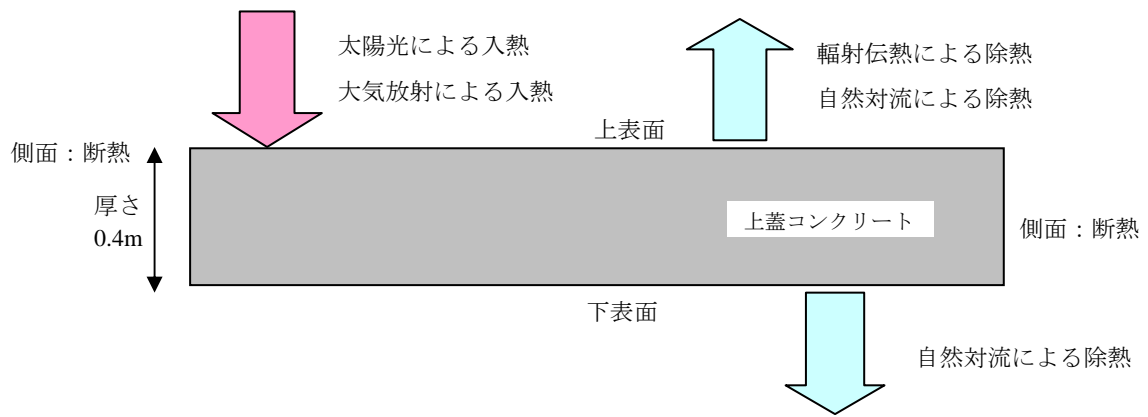 太陽光による入熱
大気放射による入熱
輻射伝熱による除熱
自然対流による除熱
上表面
側面：断熱
厚さ
0.4m
上蓋コンクリート
側面：断熱
下表面
自然対流による除熱